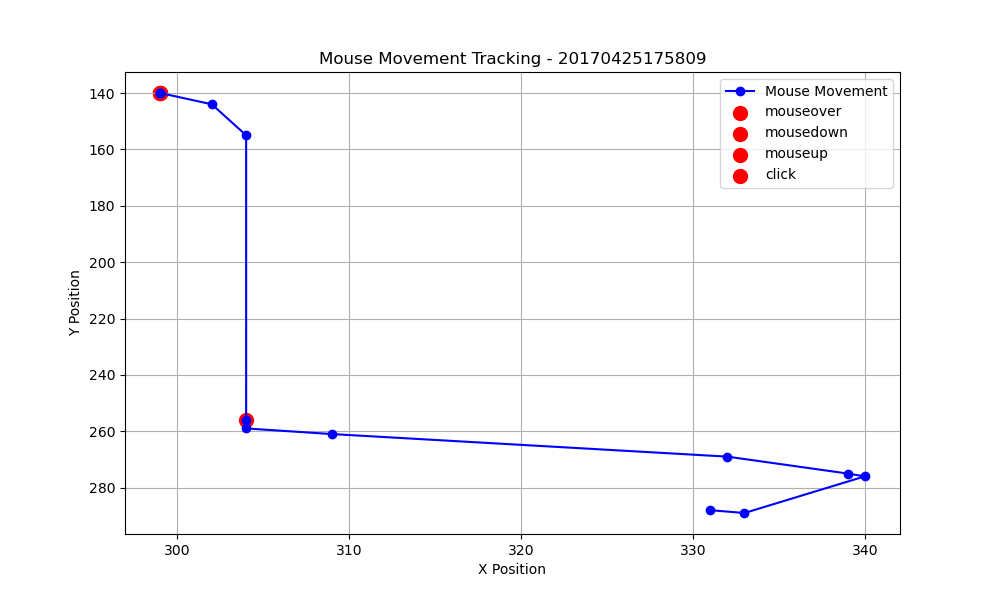 Mouse Movement Tracking - 20170425175809
Mouse Movement
mouseover
mousedown
mouseup
click
140
160
180
200
220
240
260
280
Y Position
300 310 320 330 340
X Position